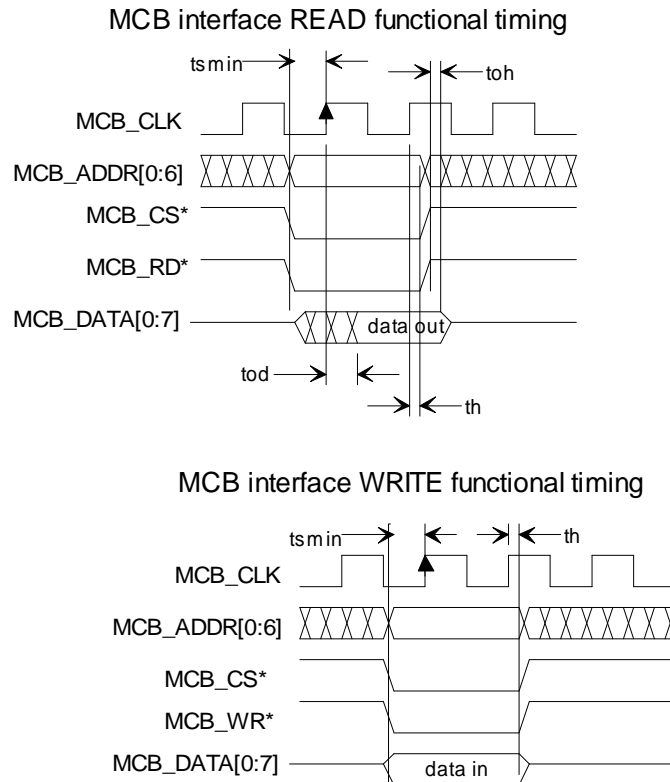 MCB interface READ functional timing
tsmin
toh
MCB_CLK
MCB_ADDR[0:6]
MCB_CS*
MCB_RD*
MCB_DATA[0:7]
data out
tod
th
MCB interface WRITE functional timing
tsmin
th
MCB_CLK
MCB_ADDR[0:6]
MCB_CS*
MCB_WR*
MCB_DATA[0:7]
data in